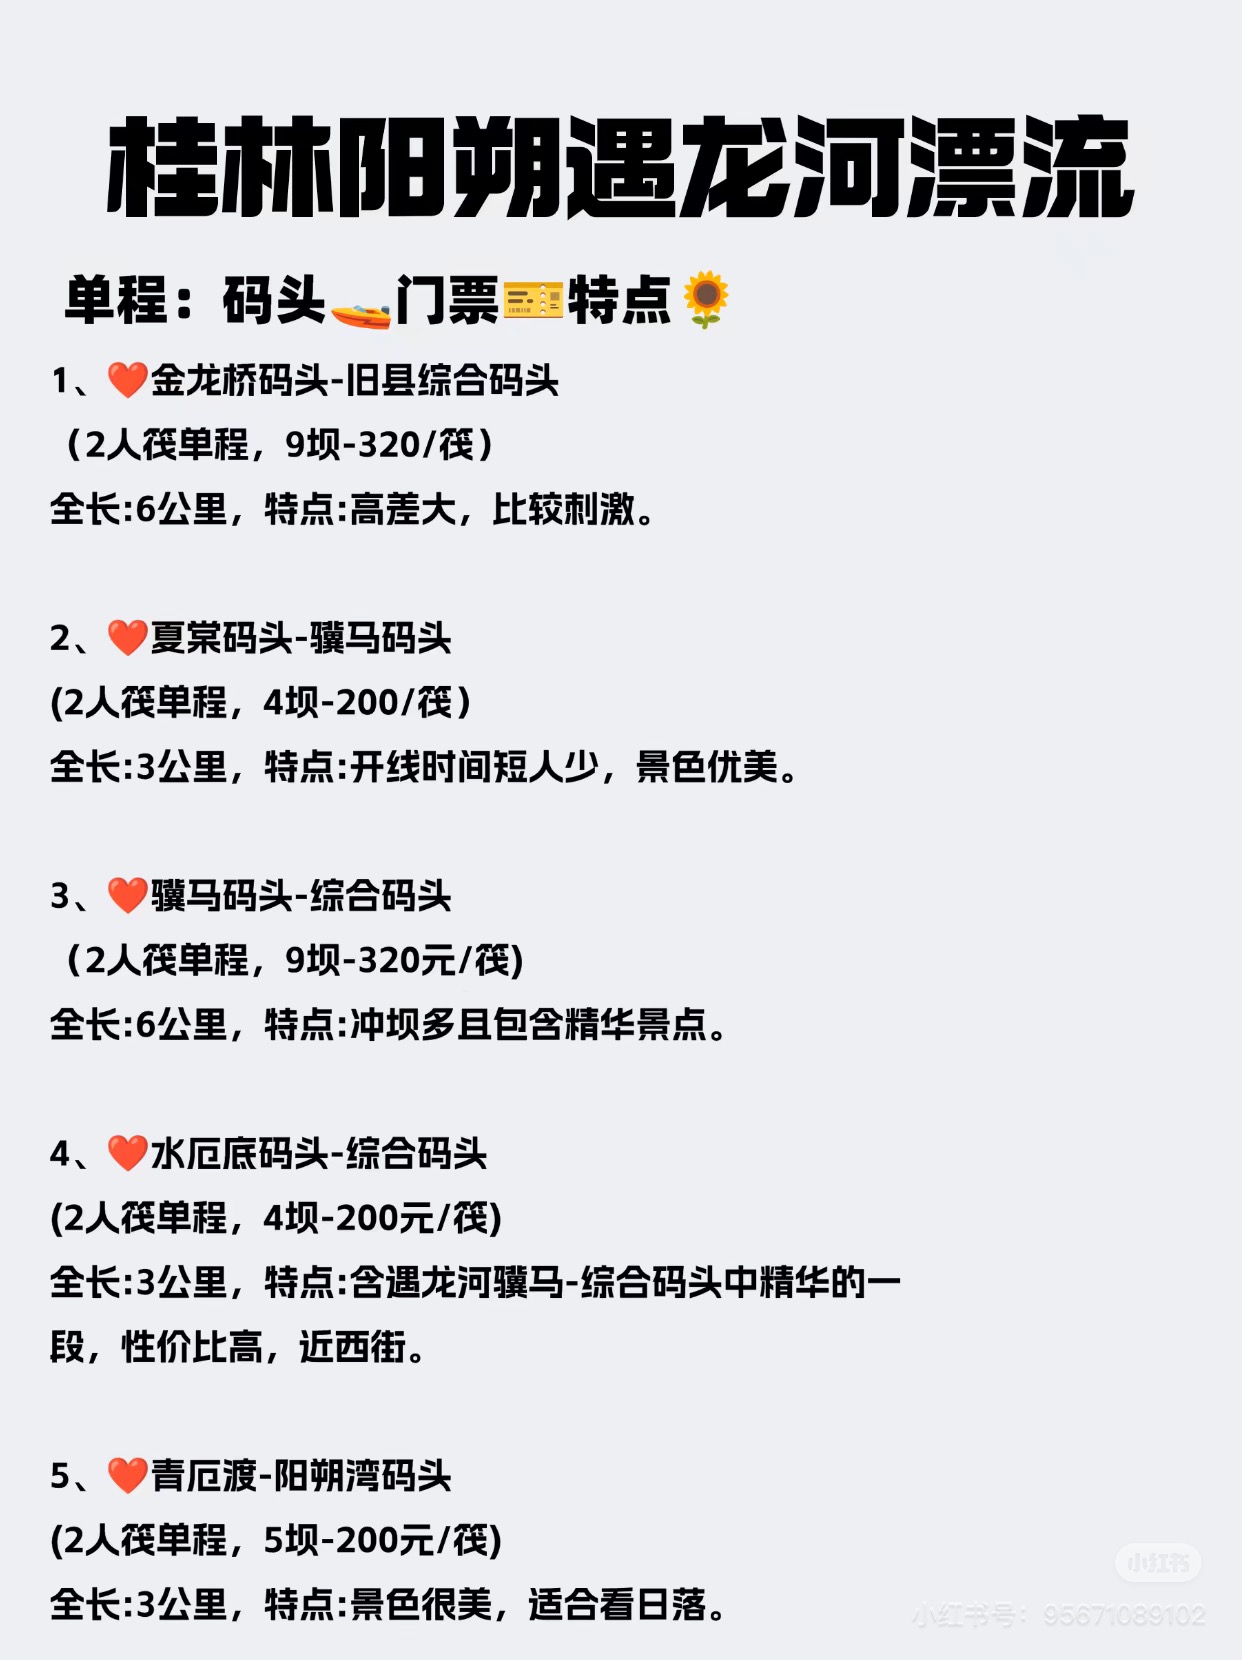 桂林阳朔遇龙河漂流
单程：码头🚤门票🎫特点🌻
1、❤️金龙桥码头-旧县综合码头
（2人筏单程，9坝-320/筏）
全长:6公里，特点:高差大，比较刺激。
2、❤️夏棠码头-骥马码头
(2人筏单程，4坝-200/筏）
全长:3公里，特点:开线时间短人少，景色优美。
3、❤️骥马码头-综合码头
（2人筏单程，9坝-320元/筏)
全长:6公里，特点:冲坝多且包含精华景点。
4、❤️水厄底码头-综合码头
(2人筏单程，4坝-200元/筏)
全长:3公里，特点:含遇龙河骥马-综合码头中精华的一
段，性价比高，近西街。
5、❤️青厄渡-阳朔湾码头
(2人筏单程，5坝-200元/筏)
全长:3公里，特点:景色很美，适合看日落。
小红书
小红书号：95671089102